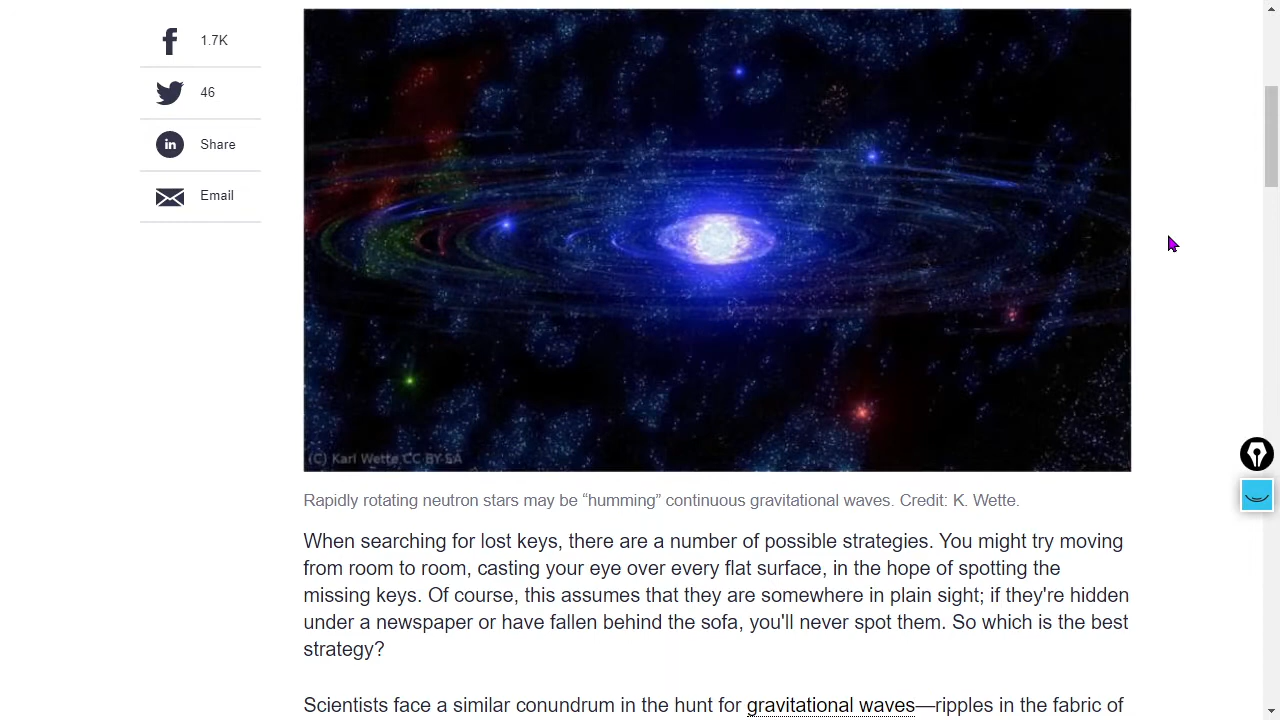 1.7K
46
in Share
Email
(C) Karl Wette CC BY-SA
Rapidly rotating neutron stars may be “humming” continuous gravitational waves. Credit: K. Wette.
When searching for lost keys, there are a number of possible strategies. You might try moving
from room to room, casting your eye over every flat surface, in the hope of spotting the
missing keys. Of course, this assumes that they are somewhere in plain sight; if they're hidden
under a newspaper or have fallen behind the sofa, you'll never spot them. So which is the best
strategy?
Scientists face a similar conundrum in the hunt for gravitational waves—ripples in the fabric of